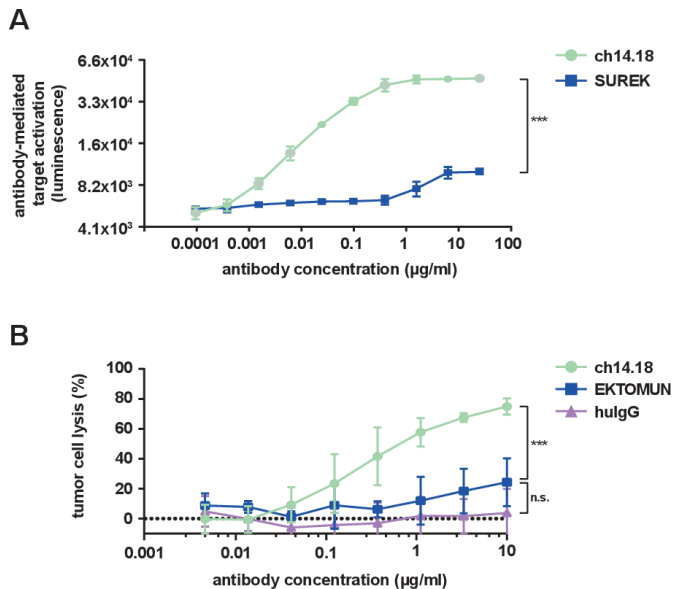 A
antibody-mediated
target activation
(luminescence)
6.6x10⁴
3.3x10⁴
1.6x10⁴
8.2x10³
4.1x10³
0.0001 0.001 0.01 0.1 1 10 100
antibody concentration (µg/ml)
ch14.18
SUREK
***
B
tumor cell lysis (%)
100
80
60
40
20
0
0.001 0.01 0.1 1 10
antibody concentration (µg/ml)
ch14.18
EKTOMUN
huIgG
***
n.s.